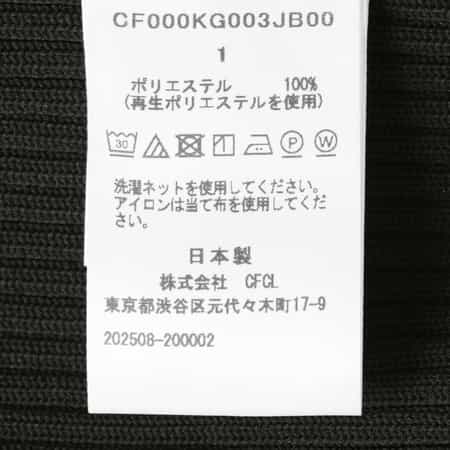 CF000KG003JB00
1
ポリエステル 100%
(再生ポリエステルを使用)
30 P W
洗濯ネットを使用してください。
アイロンは当て布を使用してくだ
さい。
日本製
株式会社 CFCL
東京都渋谷区元代々木町17-9
202508-200002